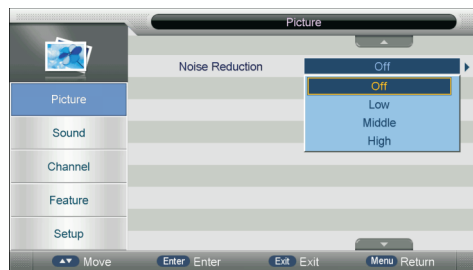 Picture
Noise Reduction Off
Off
Low
Middle
High
Picture
Sound
Channel
Feature
Setup
Move Enter Enter Exit Exit Menu Return